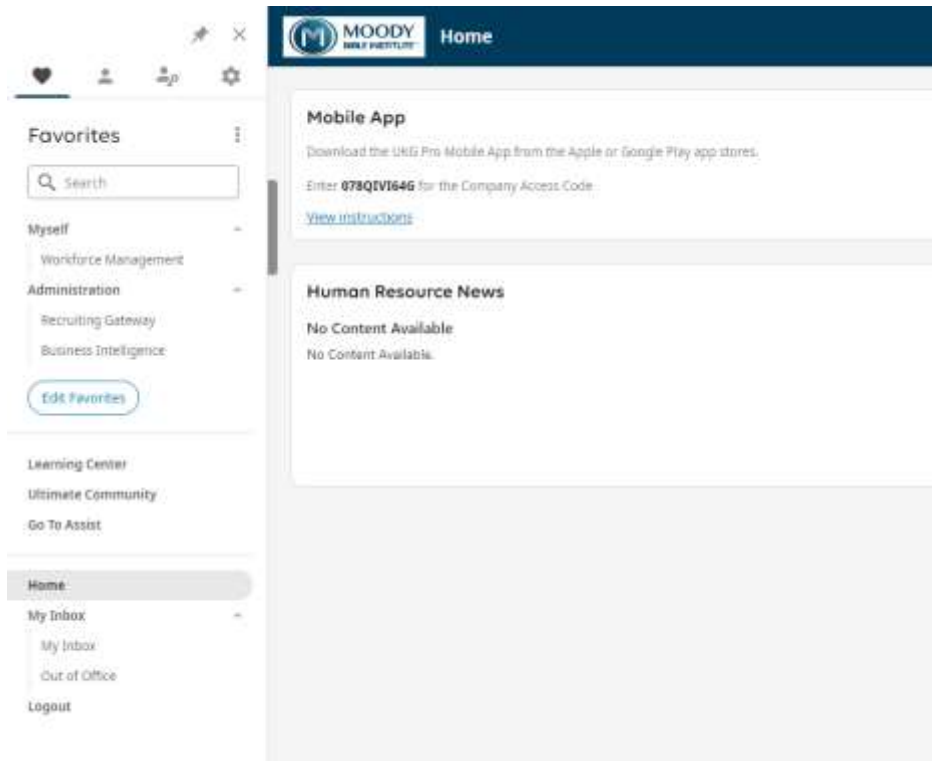 Favorites
Search
Myself
Workforce Management
Administration
Recruiting Gateway
Business Intelligence
Edit Favorites
Learning Center
Ultimate Community
Go To Assist
Home
My Inbox
My Inbox
Out of Office
Logout
MOODY
BIBLE INSTITUTE
Home
Mobile App
Download the UKG Pro Mobile App from the Apple or Google Play app stores.
Enter 078QIVI64G for the Company Access Code
View instructions
Human Resource News
No Content Available
No Content Available.